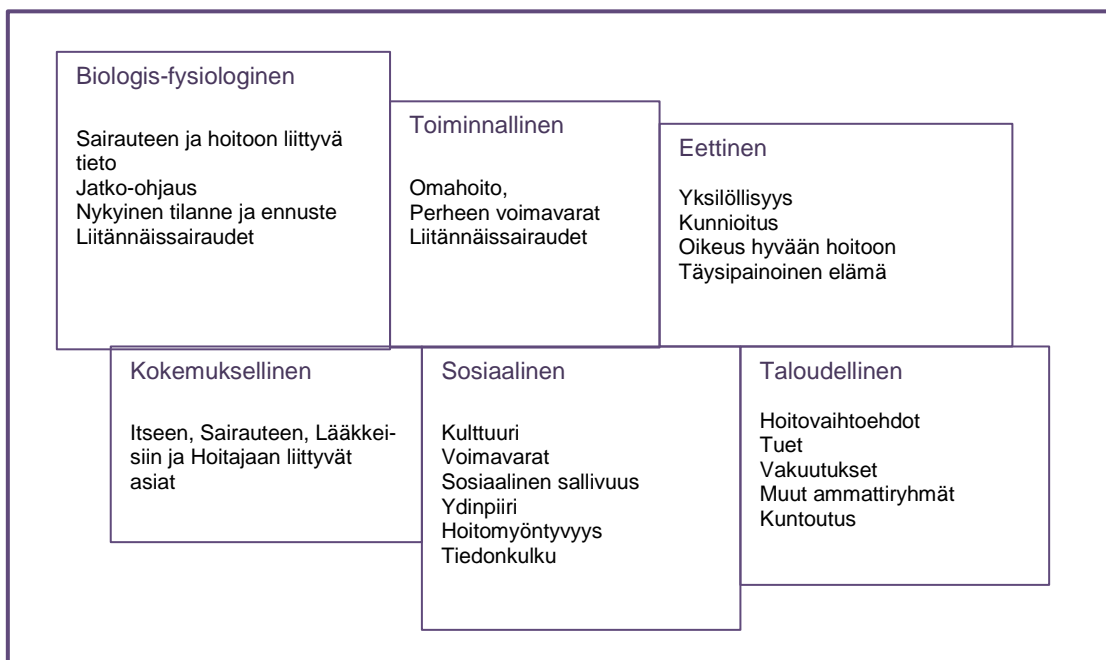 Biologis-fysiologinen
Sairauteen ja hoitoon liittyvä
tieto
Jatko-ohjaus
Nykyinen tilanne ja ennuste
Liitännäissairaudet
Toiminnallinen
Omahoito,
Perheen voimavarat
Liitännäissairaudet
Eettinen
Yksilöllisyys
Kunnioitus
Oikeus hyvään hoitoon
Täysipainoinen elämä
Kokemuksellinen
Itseen, Sairauteen, Lääkkei-
siin ja Hoitajaan liittyvät
asiat
Sosiaalinen
Kulttuuri
Voimavarat
Sosiaalinen sallivuus
Ydinpiiri
Hoitomyöntyvyys
Tiedonkulku
Taloudellinen
Hoitovaihtoehdot
Tuet
Vakuutukset
Muut ammattiryhmät
Kuntoutus